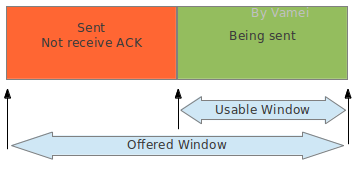 By Vamei
Sent
Not receive ACK
Being sent
Usable Window
Offered Window